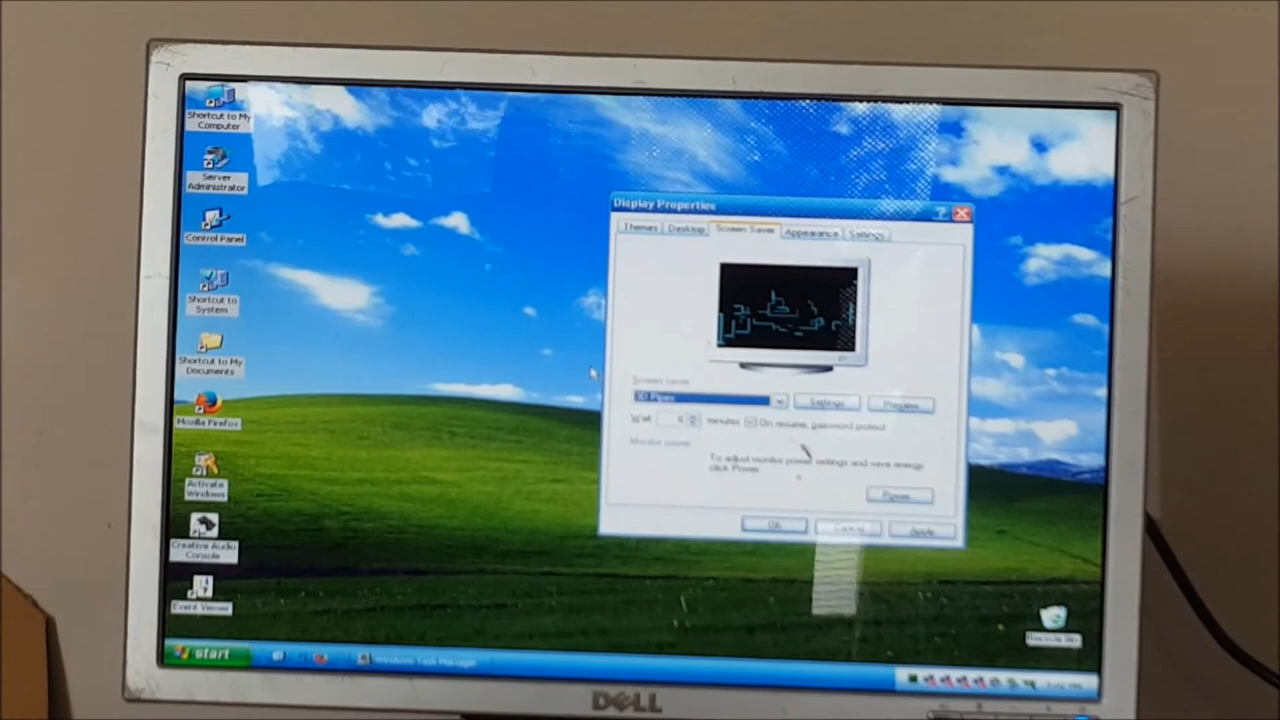 Shortcut to My
Computer
Server
Administrator
Control Panel
Shortcut to
System
Shortcut to My
Documents
Mozilla Firefox
Activate
Windows
Creative Audio
Console
Event Viewer
Display Properties
Themes
Desktop
Screen Saver
Appearance
Settings
Screen saver
3D Pipes
Settings
Preview
Wait
6
minutes
On resume, password protect
Monitor power
To adjust monitor power settings and save energy,
click Power.
Power
OK
Cancel
Apply
Recycle Bin
start
Windows Task Manager
DELL